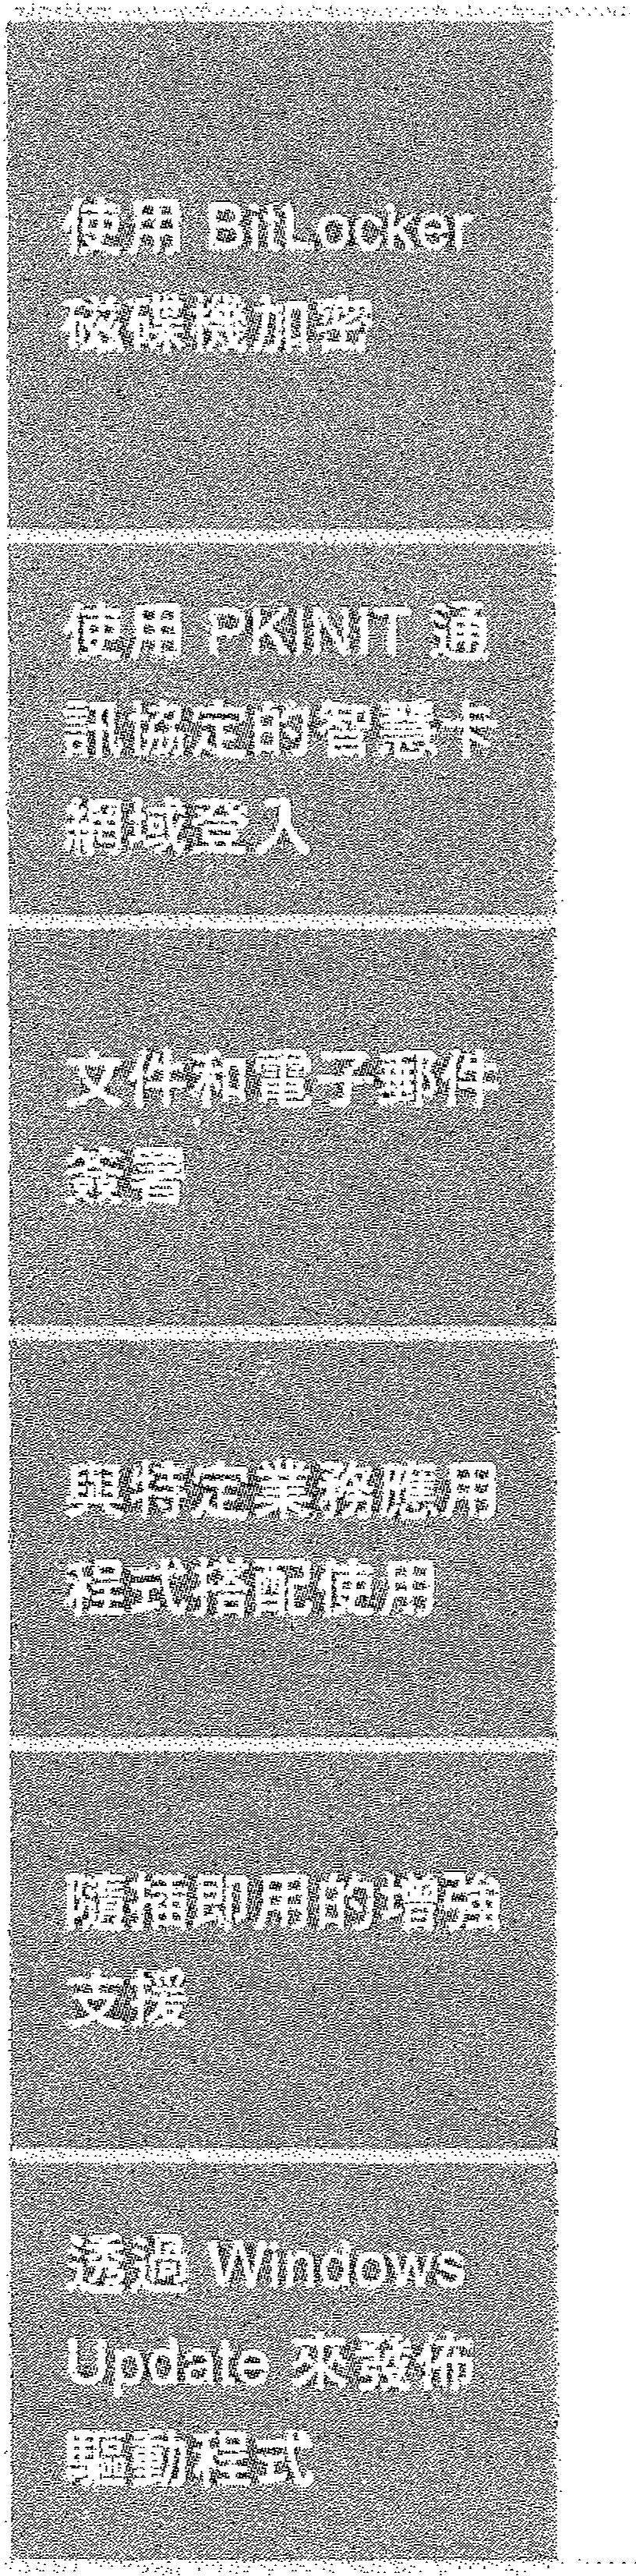 使用 BitLocker
磁碟機加密
使用 PKINIT 通
訊協定的智慧卡
網域登入
文件和電子郵件
簽署
與特定業務應用
程式搭配使用
隨插即用的增強
支援
透過 Windows
Update 來發佈
驅動程式